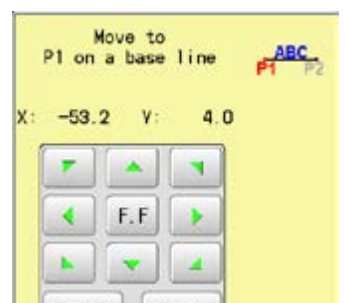 Move to
P1 on a base line
ABC
P1 P2
X: -53.2 Y: 4.0
F.F